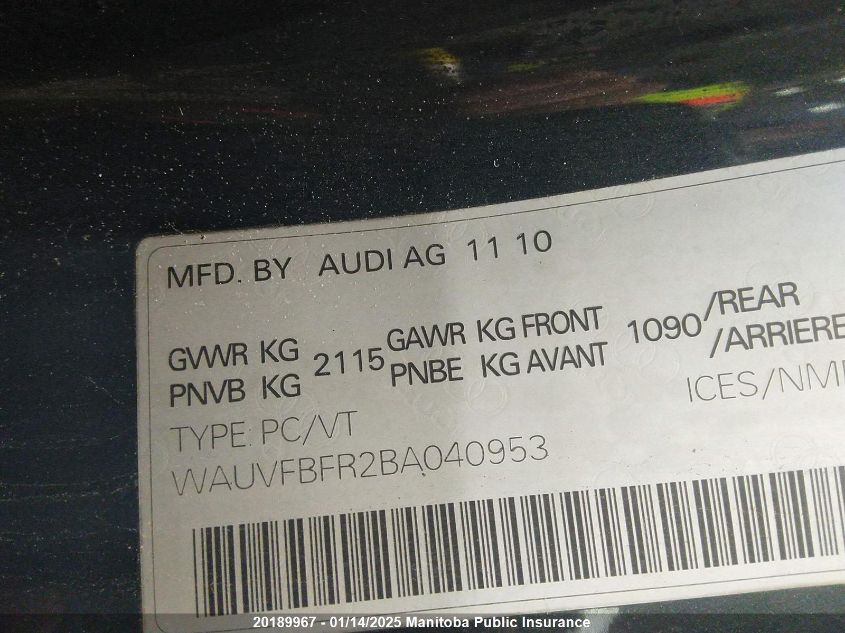 MFD. BY AUDI AG 11 10
GVWR KG 2115 GAWR KG FRONT 1090 /REAR
PNVB KG PNBE KG AVANT /ARRIERE
TYPE: PC/VT ICES/NM
WAUVFBFR2BA040953
20189967 - 01/14/2025 Manitoba Public Insurance